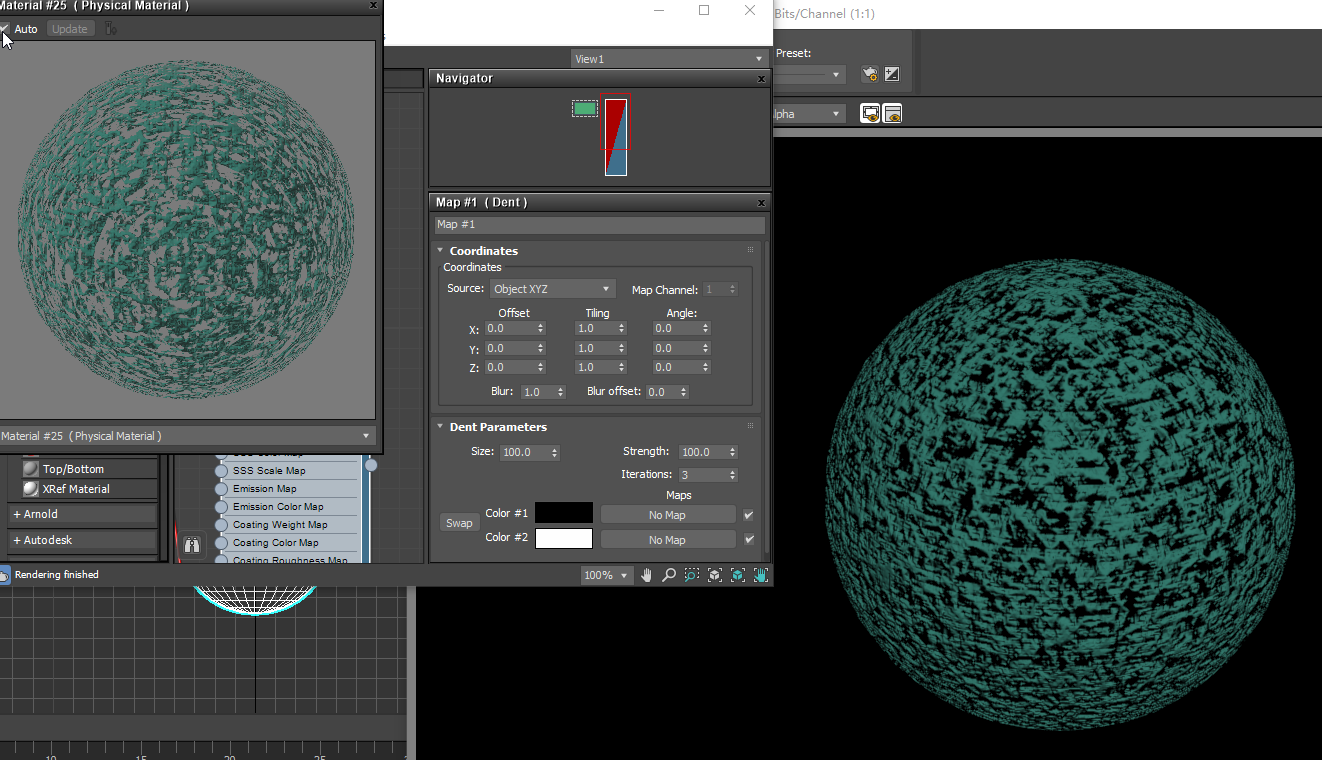 Material #25 ( Physical Material )
Auto
Update
Bits/Channel (1:1)
View1
Preset:
Navigator
lpha
Map #1 ( Dent )
Map #1
Coordinates
Coordinates
Source:
Object XYZ
Map Channel:
1
Offset
Tiling
Angle:
X:
0.0
1.0
0.0
Y:
0.0
1.0
0.0
Z:
0.0
1.0
0.0
Blur:
1.0
Blur offset:
0.0
Dent Parameters
Size:
100.0
Strength:
100.0
Iterations:
3
Maps
Swap
Color #1
No Map
Color #2
No Map
Material #25 ( Physical Material )
Top/Bottom
XRef Material
+ Arnold
+ Autodesk
SSS Scale Map
Emission Map
Emission Color Map
Coating Weight Map
Coating Color Map
Coating Roughness Map
Rendering finished
100%
10
15
20
25